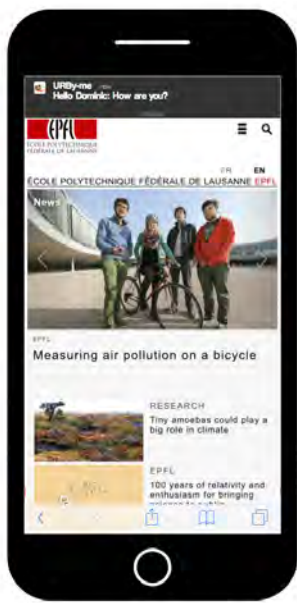 URBy-me
Hello Dominic: How are you?
EPFL
ÉCOLE POLYTECHNIQUE
FÉDÉRALE DE LAUSANNE
FR EN
ÉCOLE POLYTECHNIQUE FÉDÉRALE DE LAUSANNE EPFL
News
EPFL
Measuring air pollution on a bicycle
RESEARCH
Tiny amoebas could play a
big role in climate
EPFL
100 years of relativity and
enthusiasm for bringing